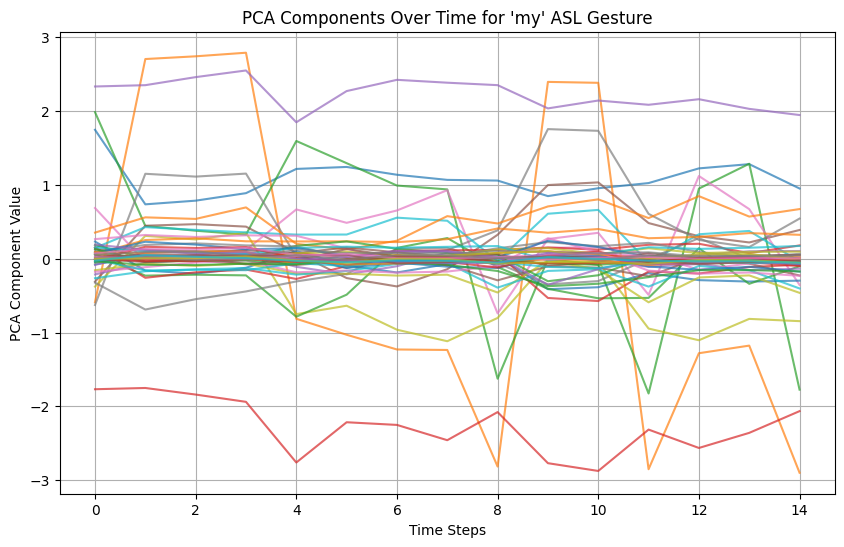 PCA Components Over Time for 'my' ASL Gesture
PCA Component Value
3
2
1
0
−1
−2
−3
0 2 4 6 8 10 12 14
Time Steps